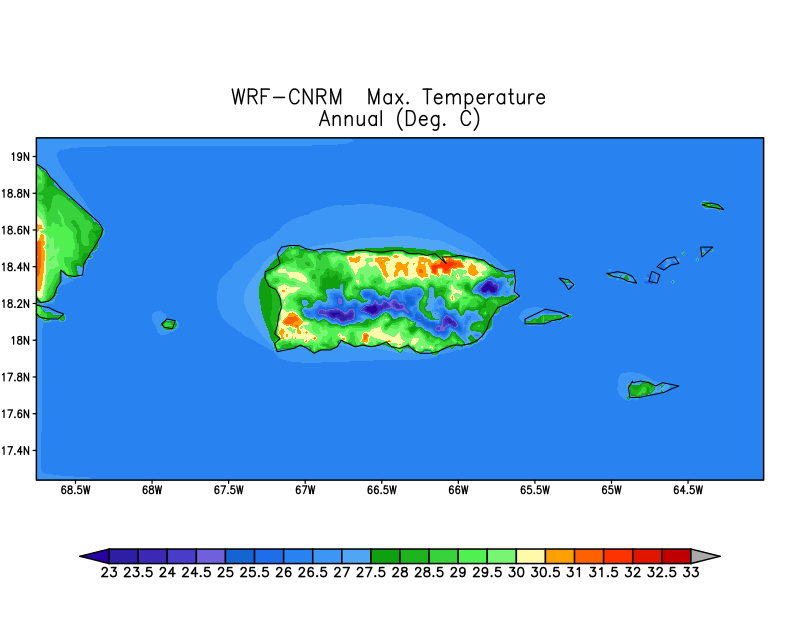 WRF-CNRM  Max. Temperature
Annual (Deg. C)
19N
18.8N
18.6N
18.4N
18.2N
18N
17.8N
17.6N
17.4N
68.5W 68W 67.5W 67W 66.5W 66W 65.5W 65W 64.5W
23 23.5 24 24.5 25 25.5 26 26.5 27 27.5 28 28.5 29 29.5 30 30.5 31 31.5 32 32.5 33